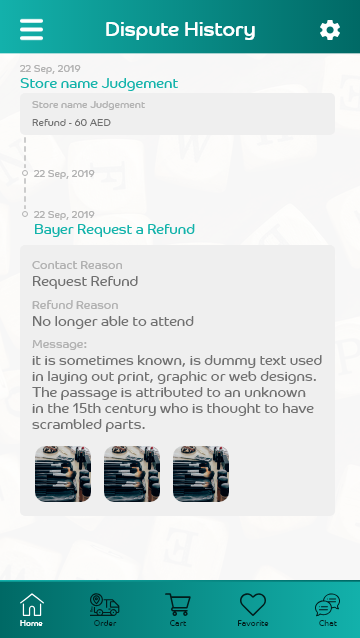 Dispute History
22 Sep, 2019
Store name Judgement
Store name Judgement
Refund - 60 AED
22 Sep, 2019
22 Sep, 2019
Bayer Request a Refund
Contact Reason
Request Refund
Refund Reason
No longer able to attend
Message:
it is sometimes known, is dummy text used
in laying out print, graphic or web designs.
The passage is attributed to an unknown
in the 15th century who is thought to have
scrambled parts.
Home
Order
Cart
Favorite
Chat